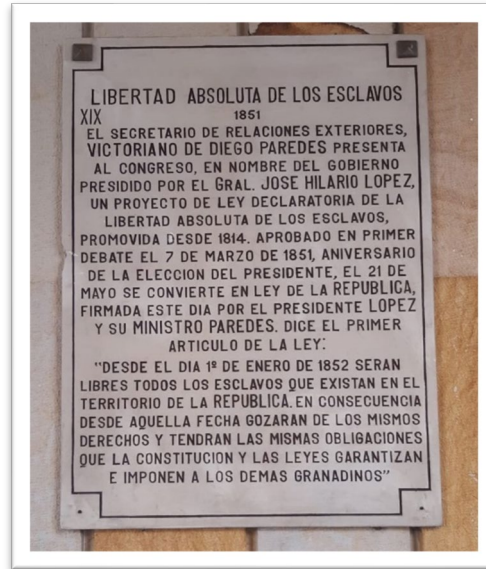 LIBERTAD ABSOLUTA DE LOS ESCLAVOS
XIX 1851
EL SECRETARIO DE RELACIONES EXTERIORES,
VICTORIANO DE DIEGO PAREDES PRESENTA
AL CONGRESO, EN NOMBRE DEL GOBIERNO
PRESIDIDO POR EL GRAL. JOSE HILARIO LOPEZ,
UN PROYECTO DE LEY DECLARATORIA DE LA
LIBERTAD ABSOLUTA DE LOS ESCLAVOS,
PROMOVIDA DESDE 1814. APROBADO EN PRIMER
DEBATE EL 7 DE MARZO DE 1851, ANIVERSARIO
DE LA ELECCION DEL PRESIDENTE, EL 21 DE
MAYO SE CONVIERTE EN LEY DE LA REPUBLICA,
FIRMADA ESTE DIA POR EL PRESIDENTE LOPEZ
Y SU MINISTRO PAREDES. DICE EL PRIMER
ARTICULO DE LA LEY:
"DESDE EL DIA 1º DE ENERO DE 1852 SERAN
LIBRES TODOS LOS ESCLAVOS QUE EXISTAN EN EL
TERRITORIO DE LA REPUBLICA. EN CONSECUENCIA
DESDE AQUELLA FECHA GOZARAN DE LOS MISMOS
DERECHOS Y TENDRAN LAS MISMAS OBLIGACIONES
QUE LA CONSTITUCION Y LAS LEYES GARANTIZAN
E IMPONEN A LOS DEMAS GRANADINOS"